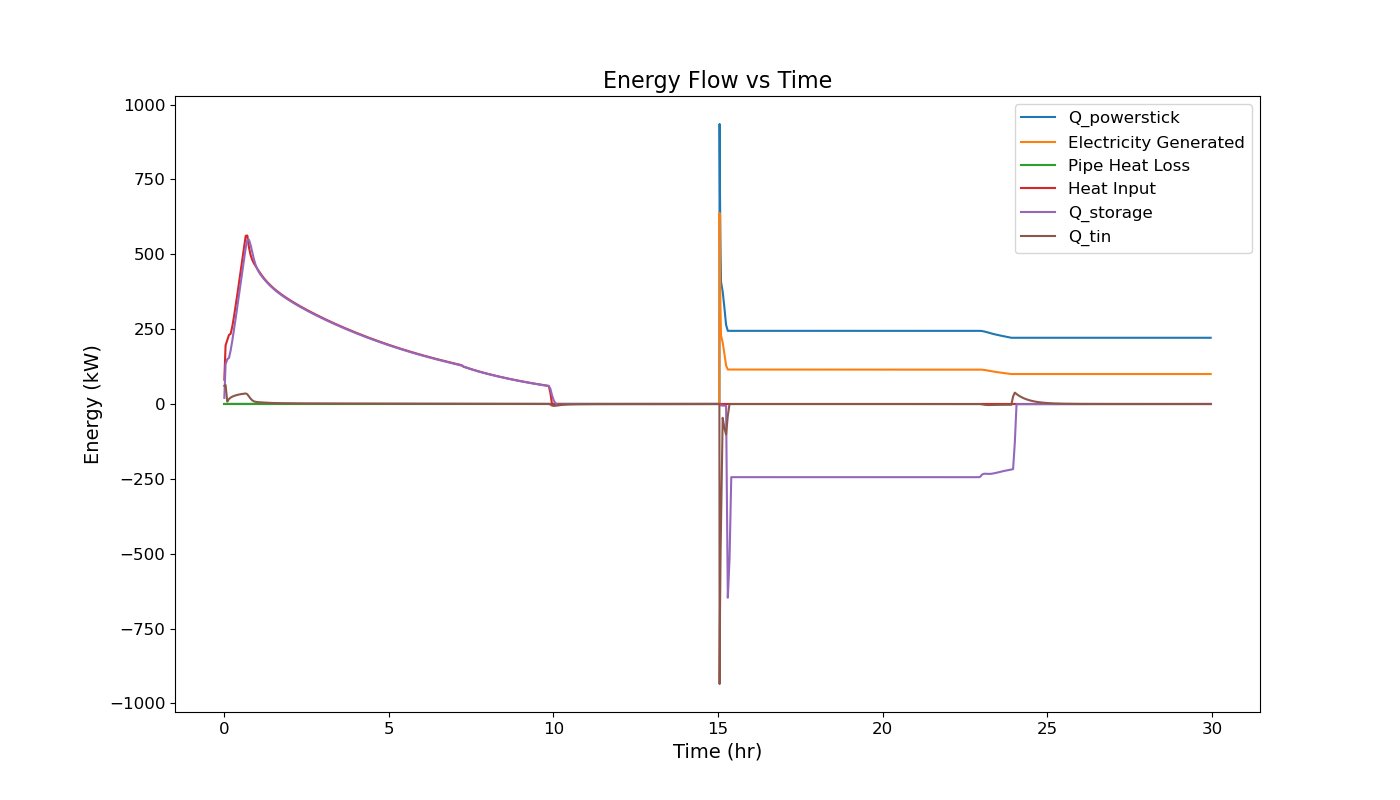 Energy Flow vs Time
Energy (kW)
1000
750
500
250
0
−250
−500
−750
−1000
Q_powerstick
Electricity Generated
Pipe Heat Loss
Heat Input
Q_storage
Q_tin
0 5 10 15 20 25 30
Time (hr)